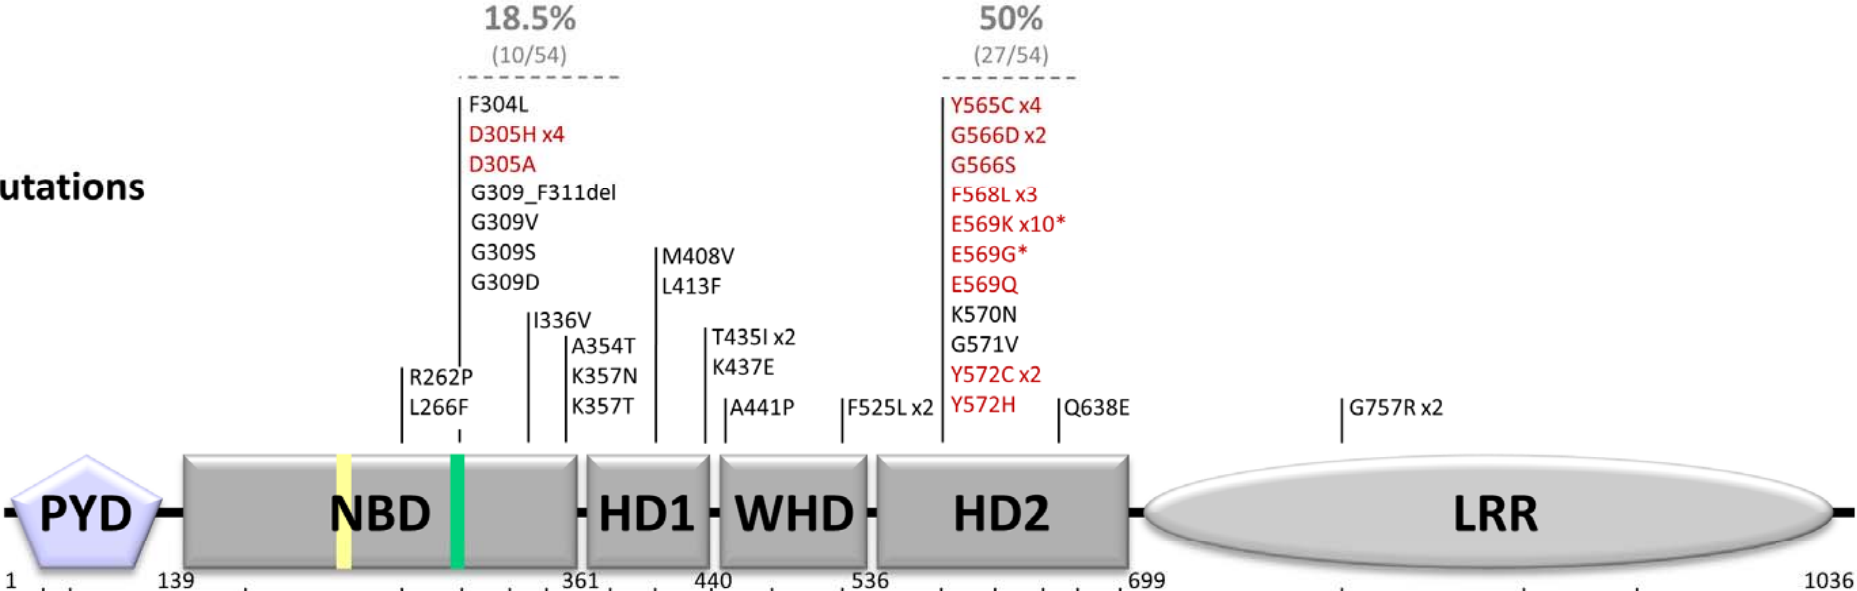 18.5%
(10/54)
50%
(27/54)
utations
F304L
D305H x4
D305A
G309_F311del
G309V
G309S
G309D
R262P
L266F
I336V
A354T
K357N
K357T
M408V
L413F
T435I x2
K437E
A441P
F525L x2
Y565C x4
G566D x2
G566S
F568L x3
E569K x10*
E569G*
E569Q
K570N
G571V
Y572C x2
Y572H
Q638E
G757R x2
PYD
NBD
HD1
WHD
HD2
LRR
1
139
361
440
536
699
1036